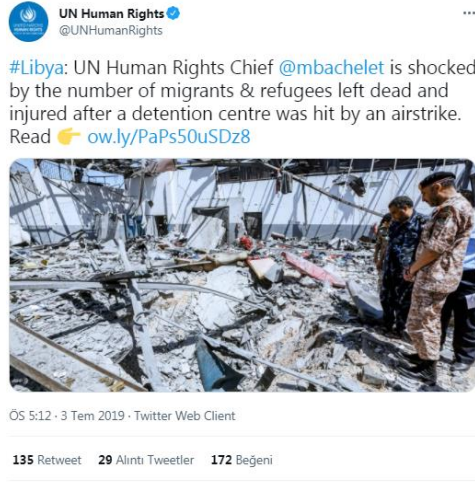 UN Human Rights
@UNHumanRights
#Libya: UN Human Rights Chief @mbachelet is shocked
by the number of migrants & refugees left dead and
injured after a detention centre was hit by an airstrike.
Read 👉 ow.ly/PaPs50uSDz8
ÖS 5:12 · 3 Tem 2019 · Twitter Web Client
135 Retweet 29 Alıntı Tweetler 172 Beğeni